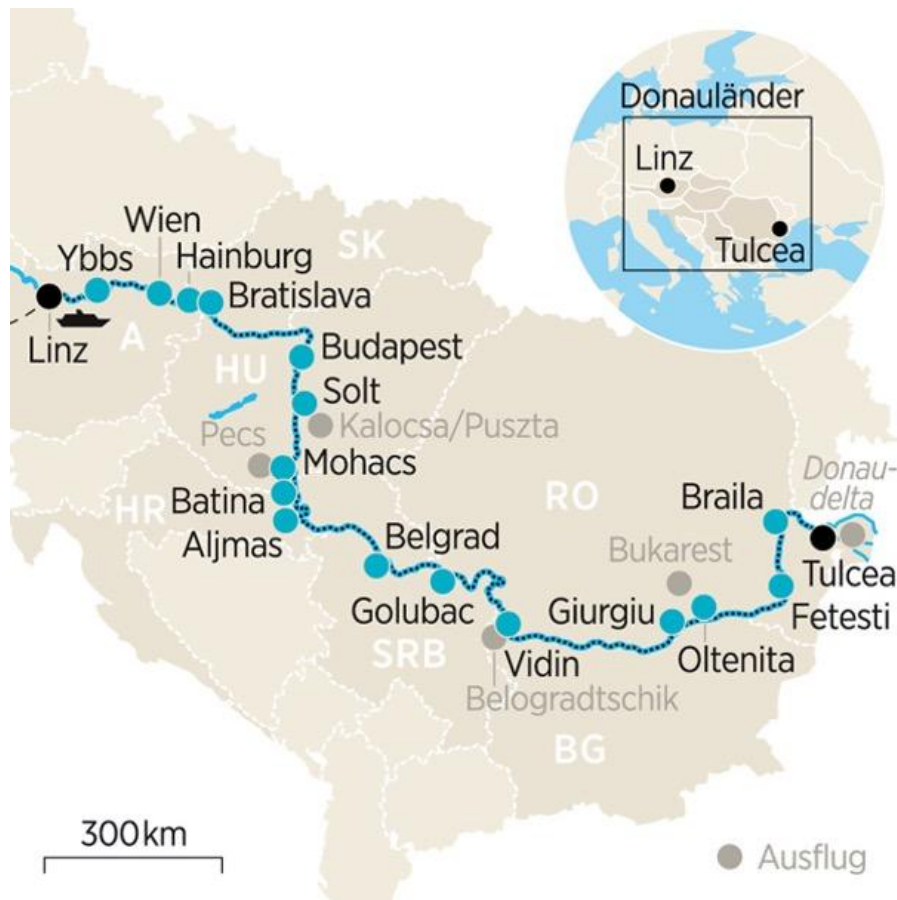 Donauländer
Linz
Tulcea
Wien
SK
Ybbs
Hainburg
Bratislava
Linz
A
Budapest
HU
Solt
Pecs
Kalocsa/Puszta
Mohacs
HR
Batina
Aljmas
RO
Braila
Donau-
delta
Belgrad
Bukarest
Tulcea
Golubac
Giurgiu
Fetesti
SRB
Vidin
Oltenita
Belogradtschik
BG
300 km
Ausflug